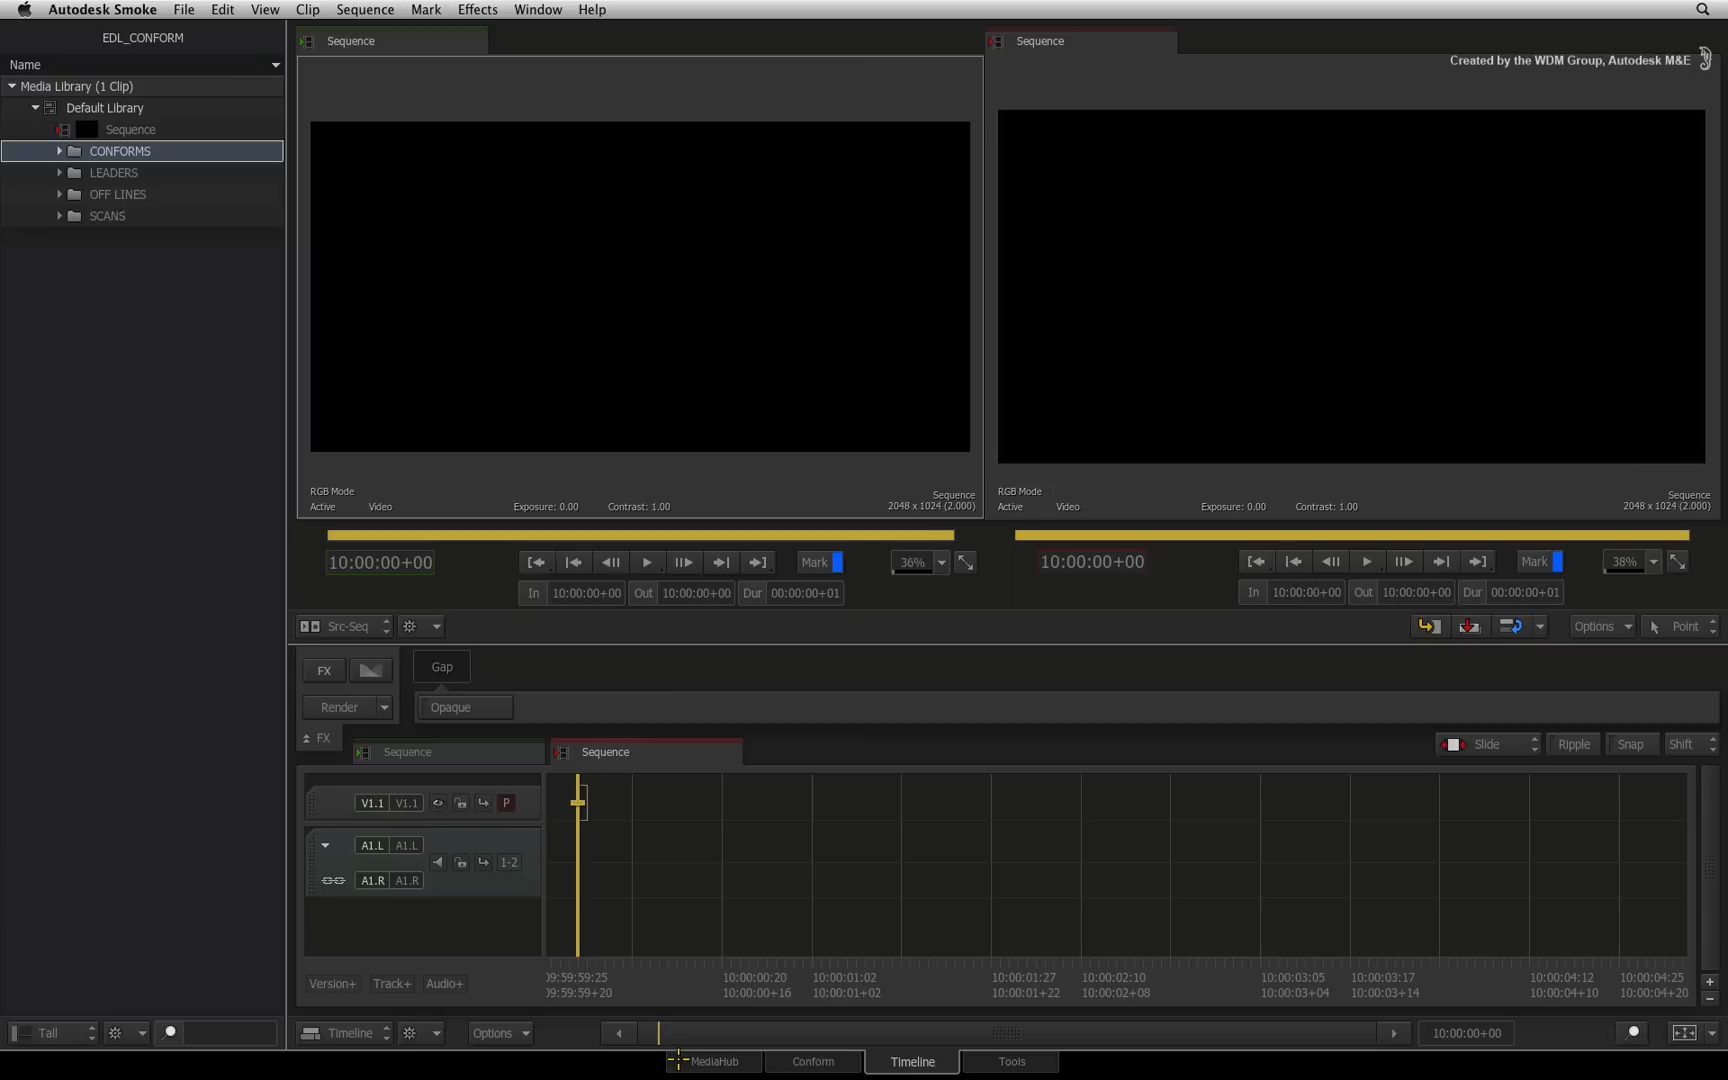 Autodesk Smoke File Edit View Clip Sequence Mark Effects Window Help
EDL_CONFORM
Name
Media Library (1 Clip)
Default Library
Sequence
CONFORMS
LEADERS
OFF LINES
SCANS
Sequence
Sequence
Created by the WDM Group, Autodesk M&E
RGB Mode
Active Video Exposure: 0.00 Contrast: 1.00
Sequence
2048 x 1024 (2.000)
RGB Mode
Active Video Exposure: 0.00 Contrast: 1.00
Sequence
2048 x 1024 (2.000)
10:00:00+00 Mark 36%
In 10:00:00+00 Out 10:00:00+00 Dur 00:00:00+01
10:00:00+00 Mark 38%
In 10:00:00+00 Out 10:00:00+00 Dur 00:00:00+01
Src-Seq Options Point
FX Gap
Render Opaque
FX Sequence Sequence Slide Ripple Snap Shift
V1.1 V1.1 P
A1.L A1.L
1-2
A1.R A1.R
Version+ Track+ Audio+
09:59:59:25 10:00:00:20 10:00:01:02 10:00:01:27 10:00:02:10 10:00:03:05 10:00:03:17 10:00:04:12 10:00:04:25
09:59:59+20 10:00:00+16 10:00:01+02 10:00:01+22 10:00:02+08 10:00:03+04 10:00:03+14 10:00:04+10 10:00:04+20
Tall Timeline Options 10:00:00+00
MediaHub Conform Timeline Tools